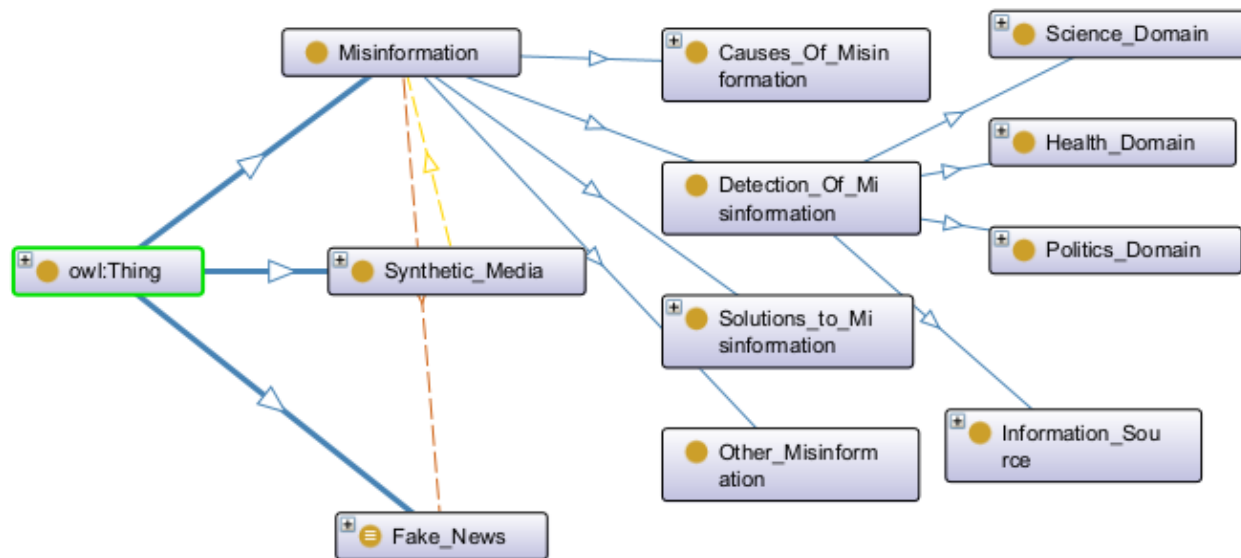 Misinformation
Causes_Of_Misin
formation
Science_Domain
Health_Domain
Detection_Of_Mi
sinformation
Politics_Domain
owl:Thing
Synthetic_Media
Solutions_to_Mi
sinformation
Other_Misinform
ation
Information_Sou
rce
Fake_News